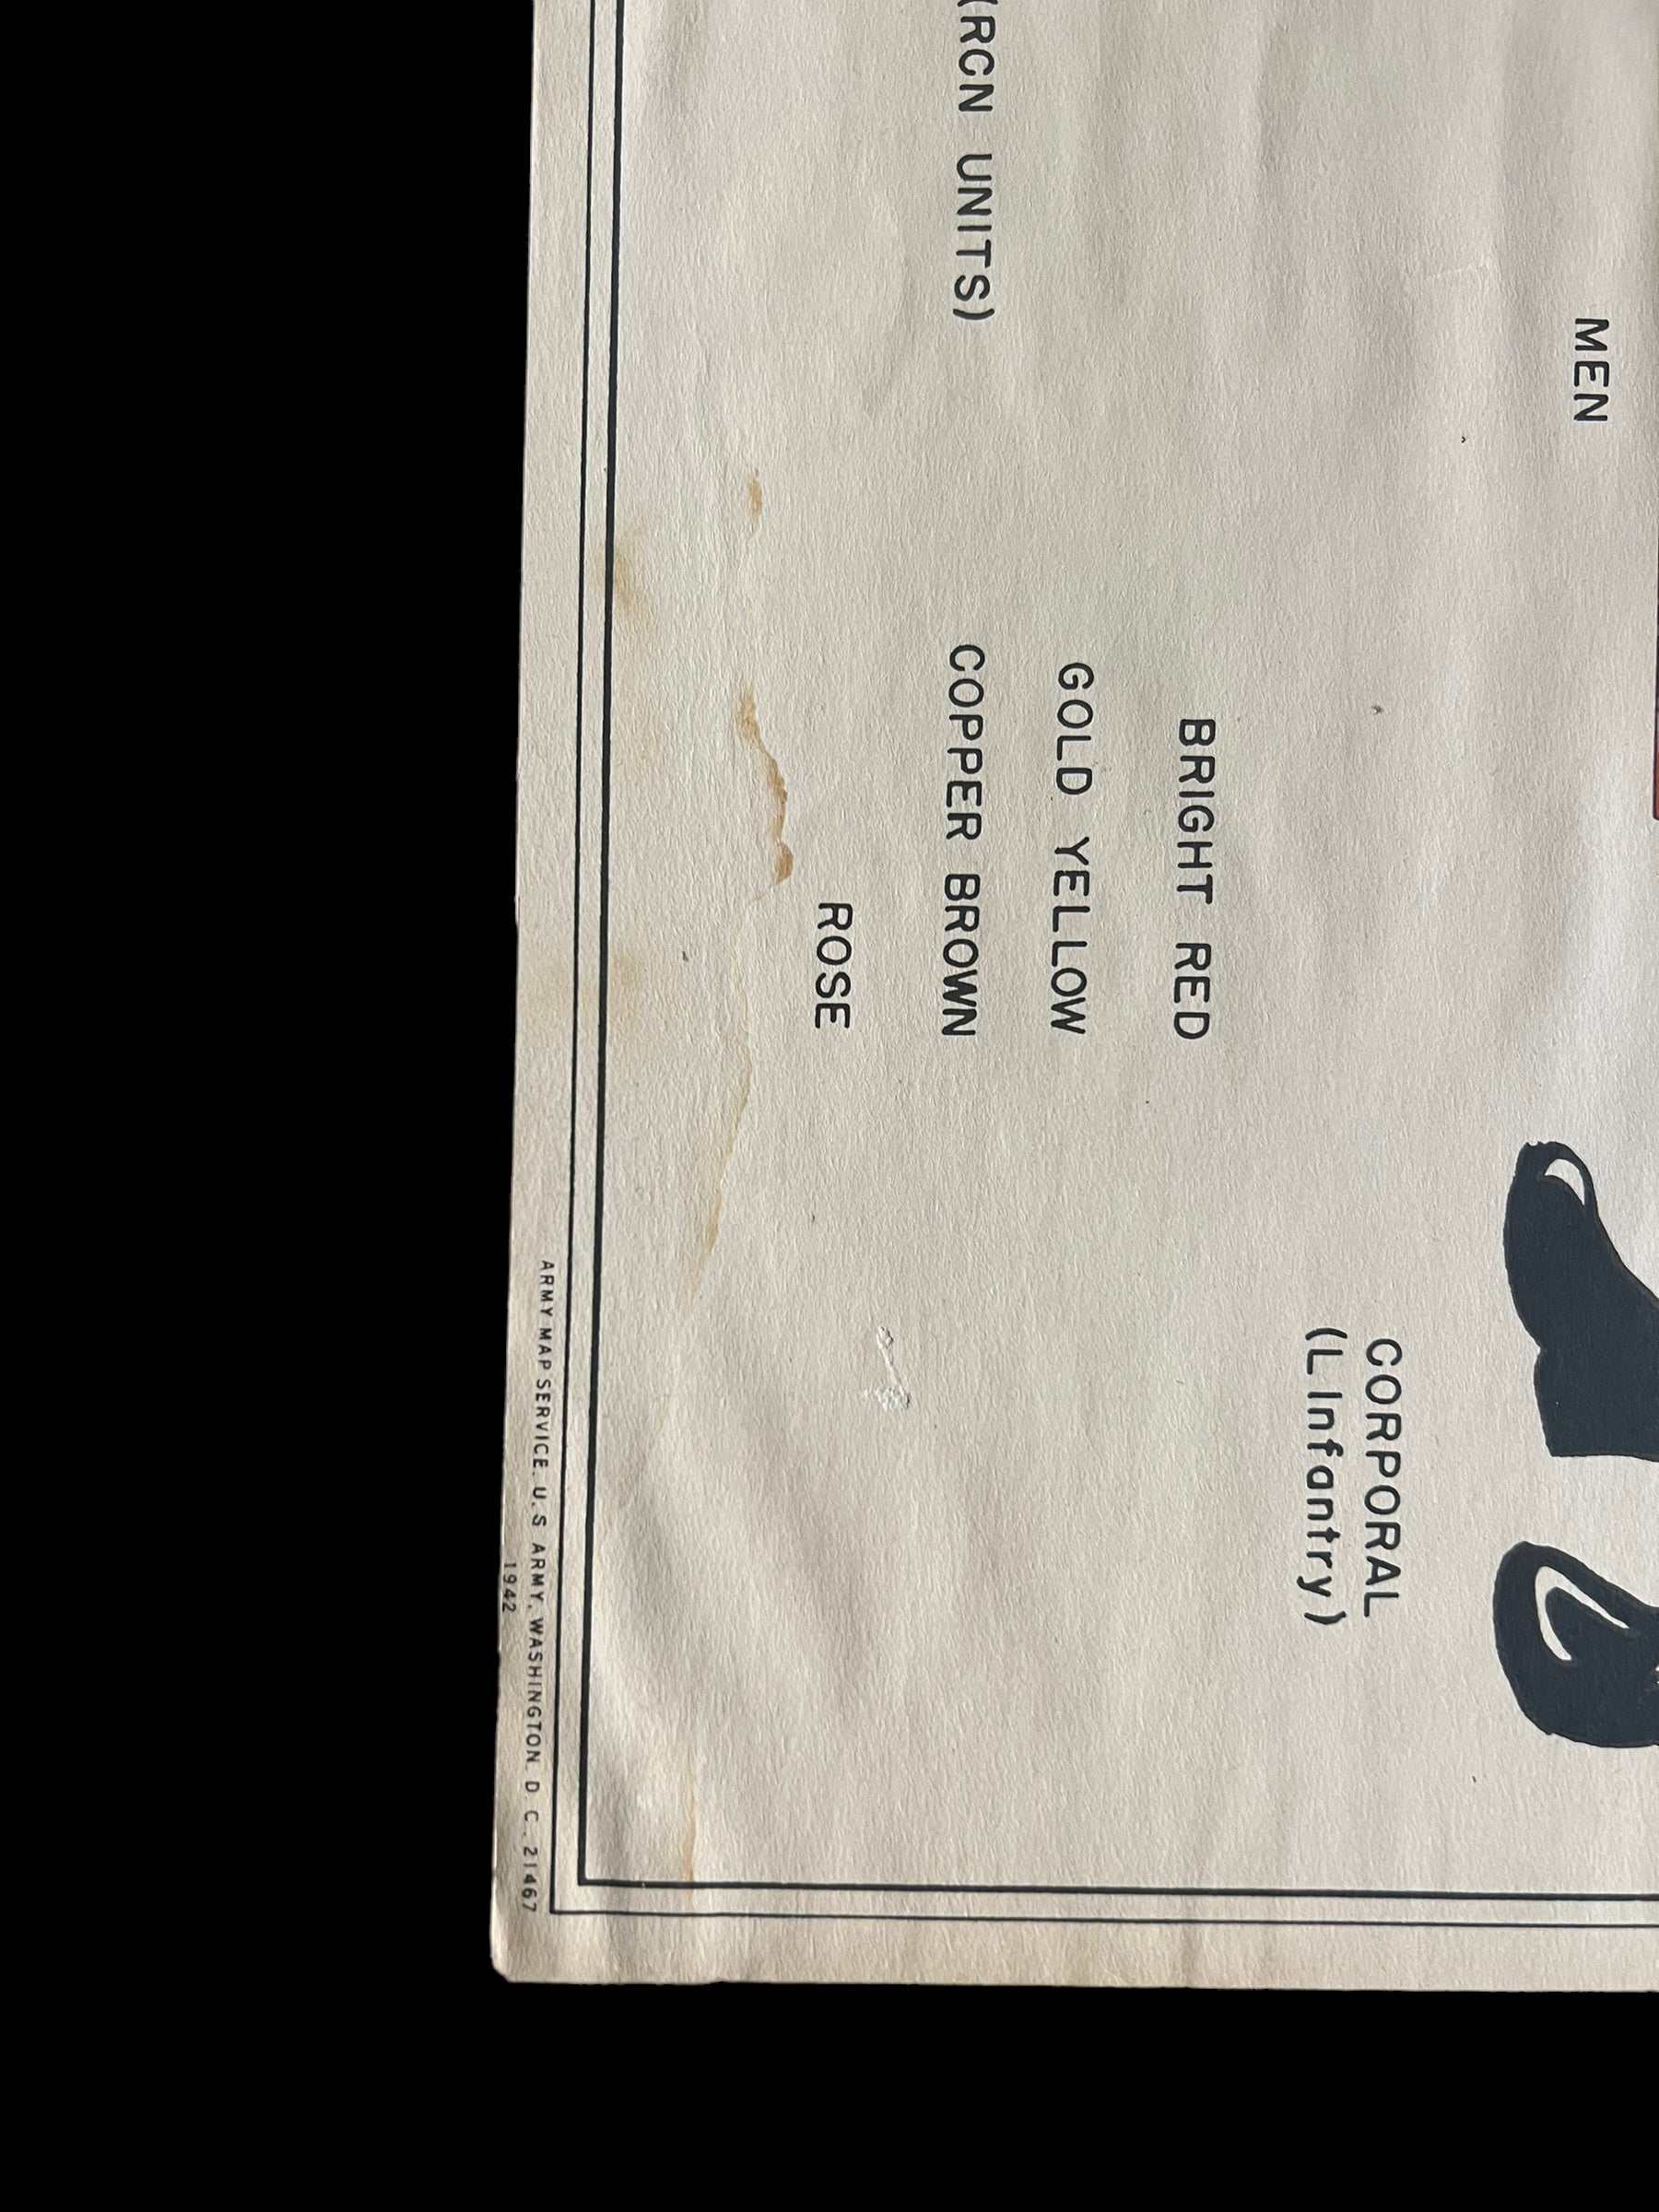 MEN
CORPORAL
(L Infantry)
BRIGHT RED
GOLD YELLOW
(RCN UNITS) COPPER BROWN
ROSE
ARMY MAP SERVICE. U.S ARMY, WASHINGTON. D. C. 21467
1942